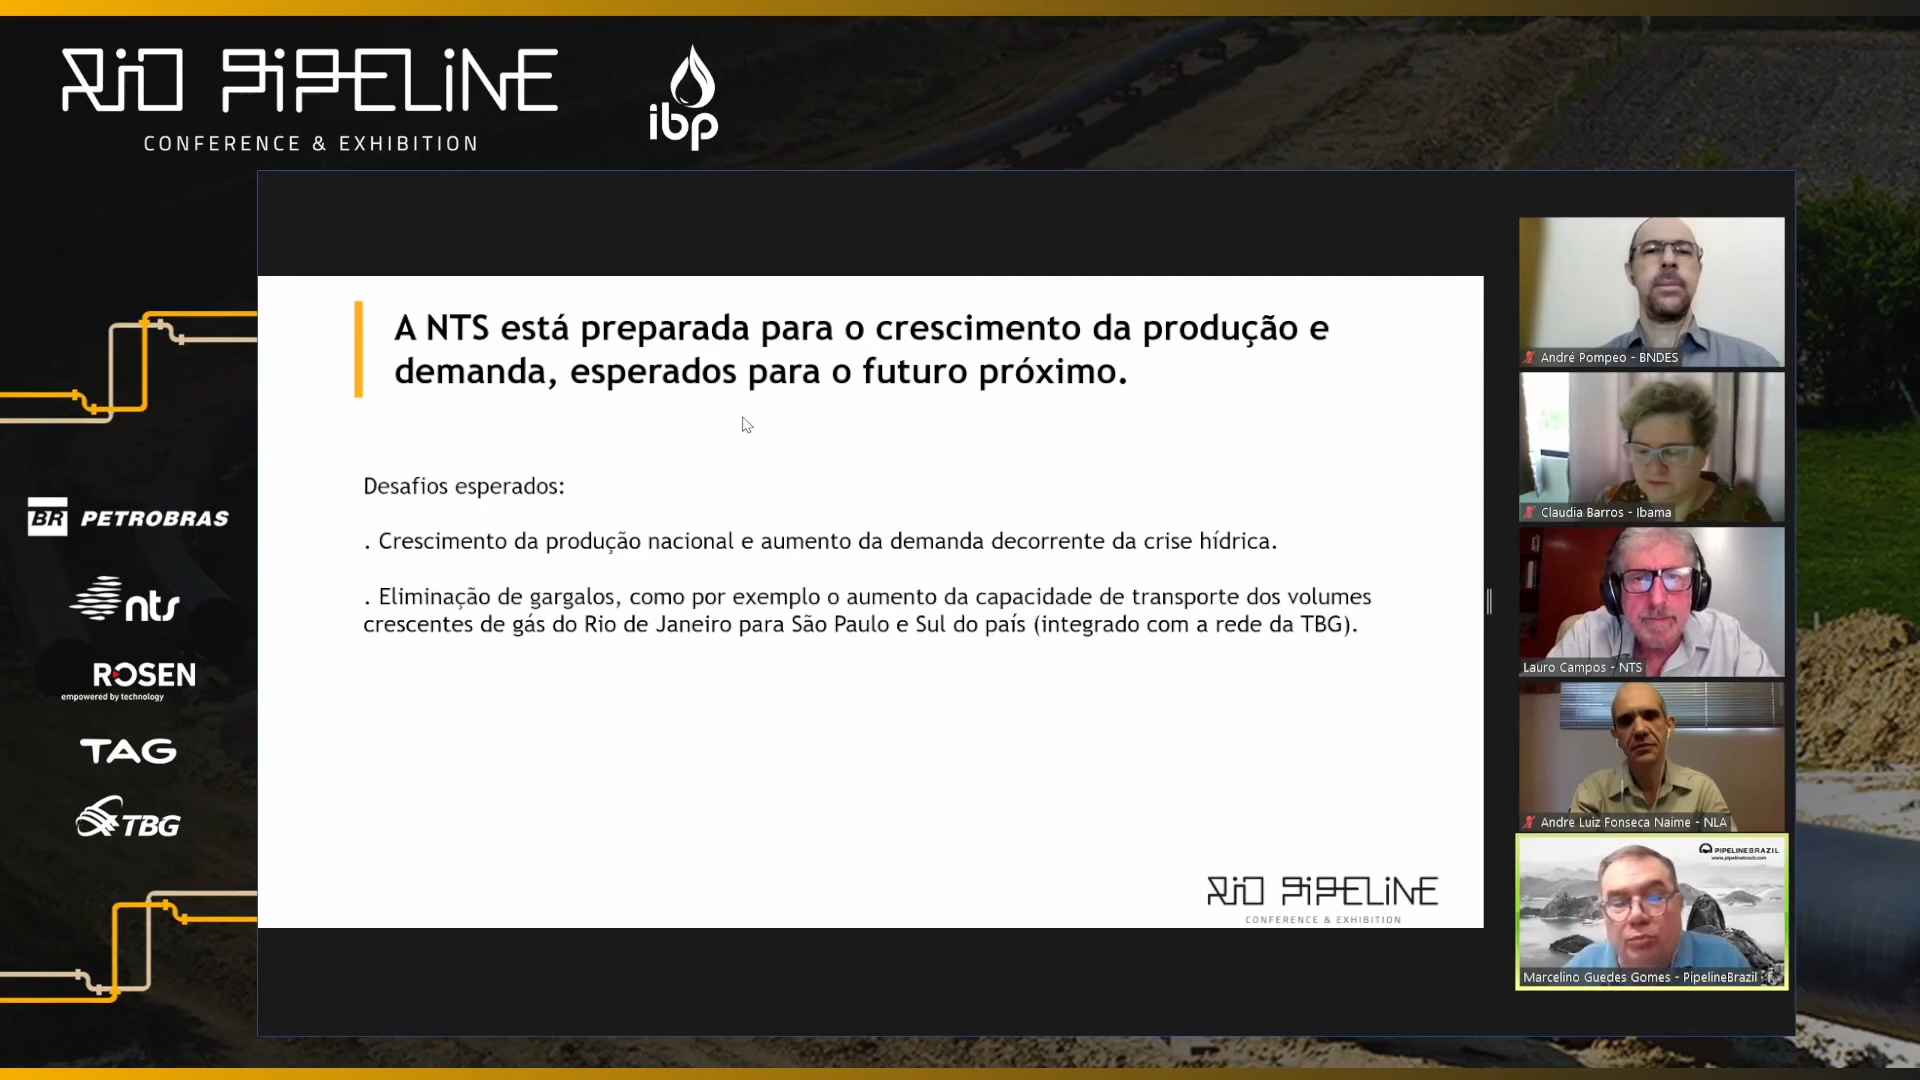 RIO PIPELINE
CONFERENCE & EXHIBITION
ibp
A NTS está preparada para o crescimento da produção e
demanda, esperados para o futuro próximo.
Desafios esperados:
. Crescimento da produção nacional e aumento da demanda decorrente da crise hídrica.
. Eliminação de gargalos, como por exemplo o aumento da capacidade de transporte dos volumes
crescentes de gás do Rio de Janeiro para São Paulo e Sul do país (integrado com a rede da TBG).
RIO PIPELINE
CONFERENCE & EXHIBITION
BR PETROBRAS
nts
ROSEN
empowered by technology
TAG
TBG
André Pompeo - BNDES
Claudia Barros - Ibama
Lauro Campos - NTS
Andre Luiz Fonseca Naime - NLA
PIPELINEBRAZIL
www.pipelinebrazil.com
Marcelino Guedes Gomes - PipelineBrazil